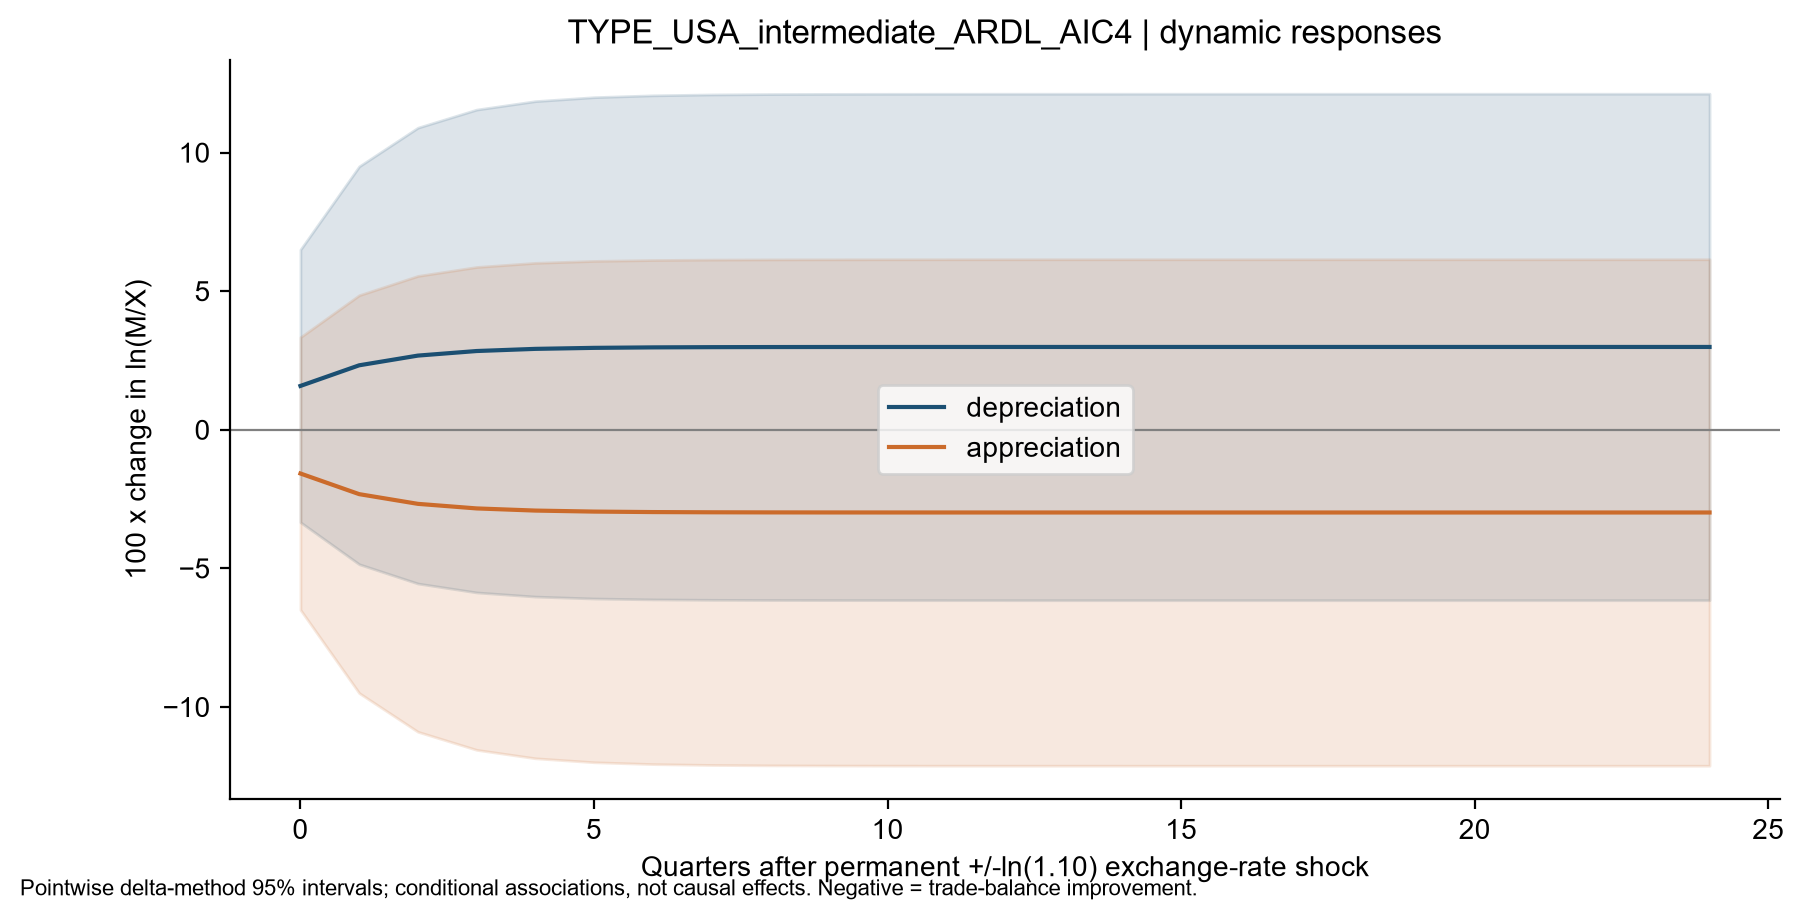 TYPE_USA_intermediate_ARDL_AIC4 | dynamic responses
100 x change in ln(M/X)
10
5
0
−5
−10
depreciation
appreciation
0 5 10 15 20 25
Quarters after permanent +/-ln(1.10) exchange-rate shock
Pointwise delta-method 95% intervals; conditional associations, not causal effects. Negative = trade-balance improvement.